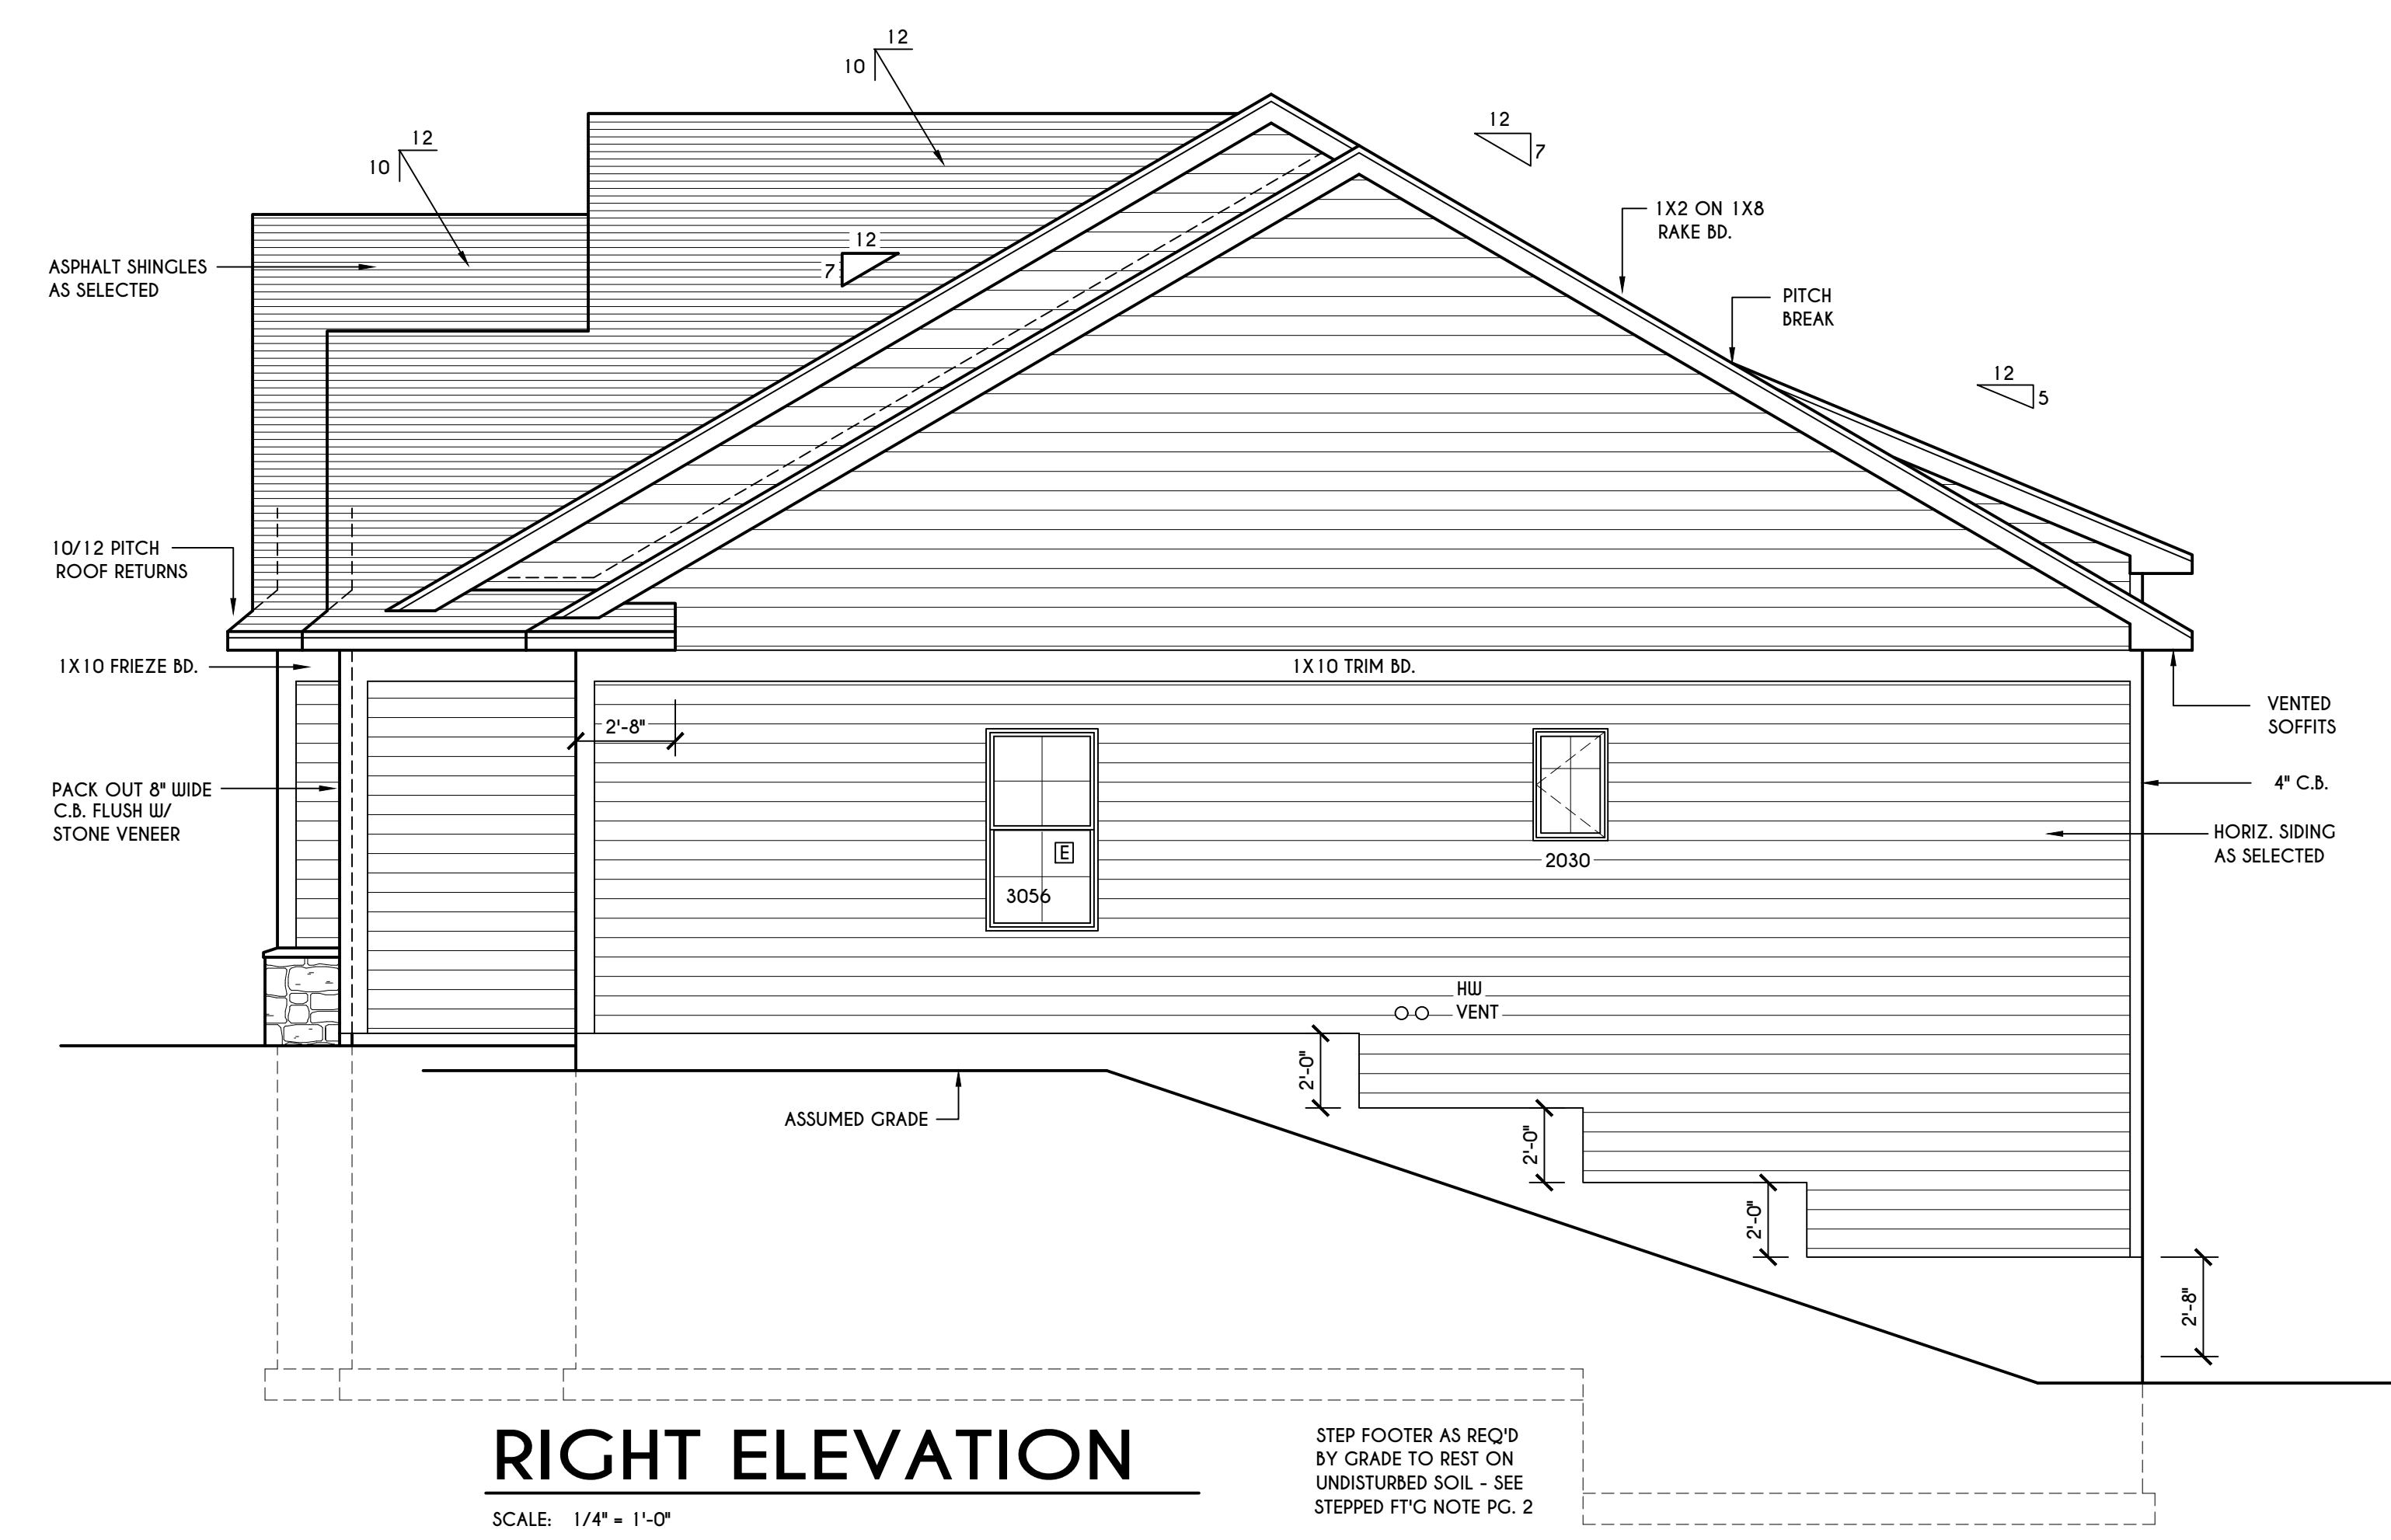 12
10
12
10
12
7
12
7
1X2 ON 1X8
RAKE BD.
PITCH
BREAK
12
5
ASPHALT SHINGLES
AS SELECTED
10/12 PITCH
ROOF RETURNS
1X10 FRIEZE BD.
1X10 TRIM BD.
2'-8"
VENTED
SOFFITS
4" C.B.
PACK OUT 8" WIDE
C.B. FLUSH W/
STONE VENEER
HORIZ. SIDING
AS SELECTED
E
3056
2030
HW
VENT
2'-0"
2'-0"
2'-0"
2'-8"
ASSUMED GRADE
RIGHT ELEVATION
SCALE: 1/4" = 1'-0"
STEP FOOTER AS REQ'D
BY GRADE TO REST ON
UNDISTURBED SOIL - SEE
STEPPED FT'G NOTE PG. 2